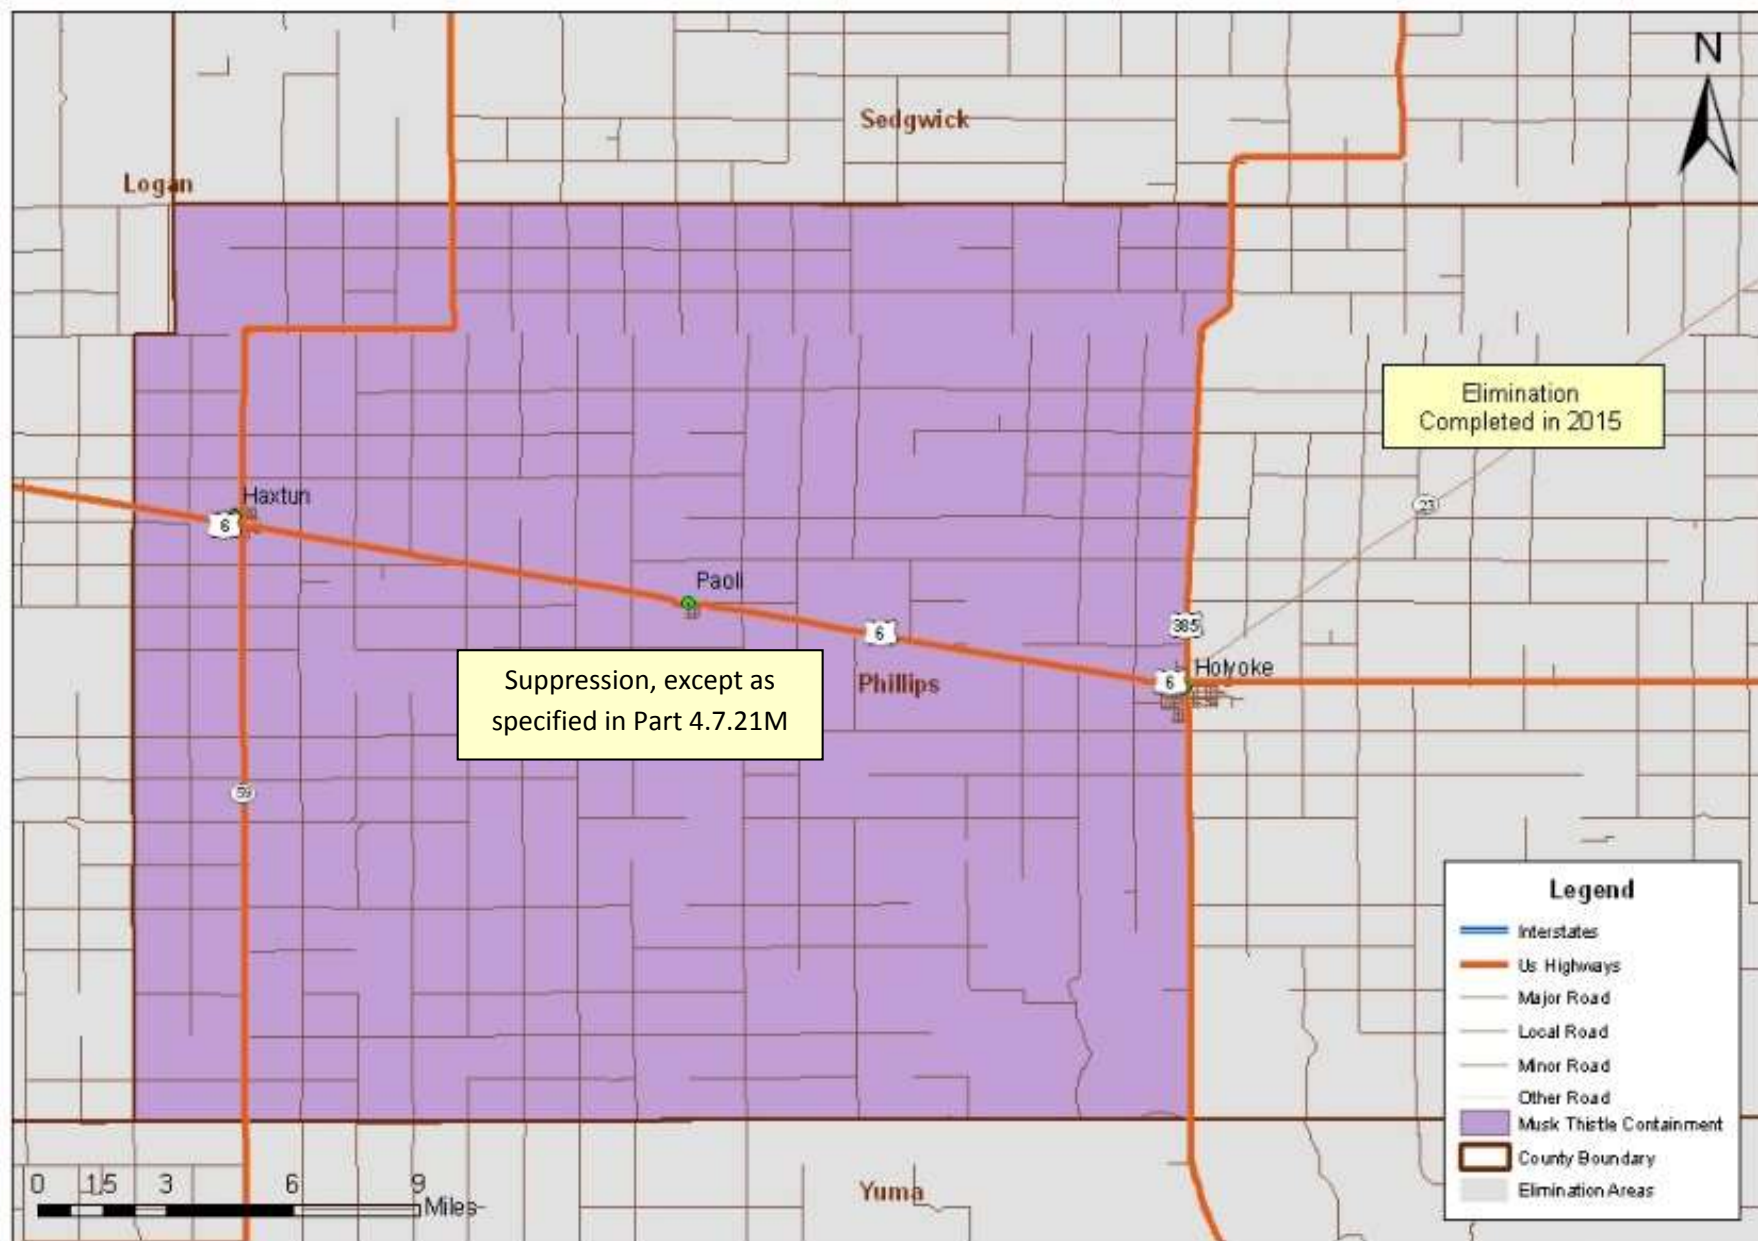 N
Sedgwick
Logan
Elimination
Completed in 2015
Haxtun
6
23
Paoli
6
385
Holyoke
6
Suppression, except as
specified in Part 4.7.21M
Phillips
59
Legend
Interstates
Us Highways
Major Road
Local Road
Minor Road
Other Road
Musk Thistle Containment
County Boundary
Elimination Areas
0 1.5 3 6 9
Miles
Yuma